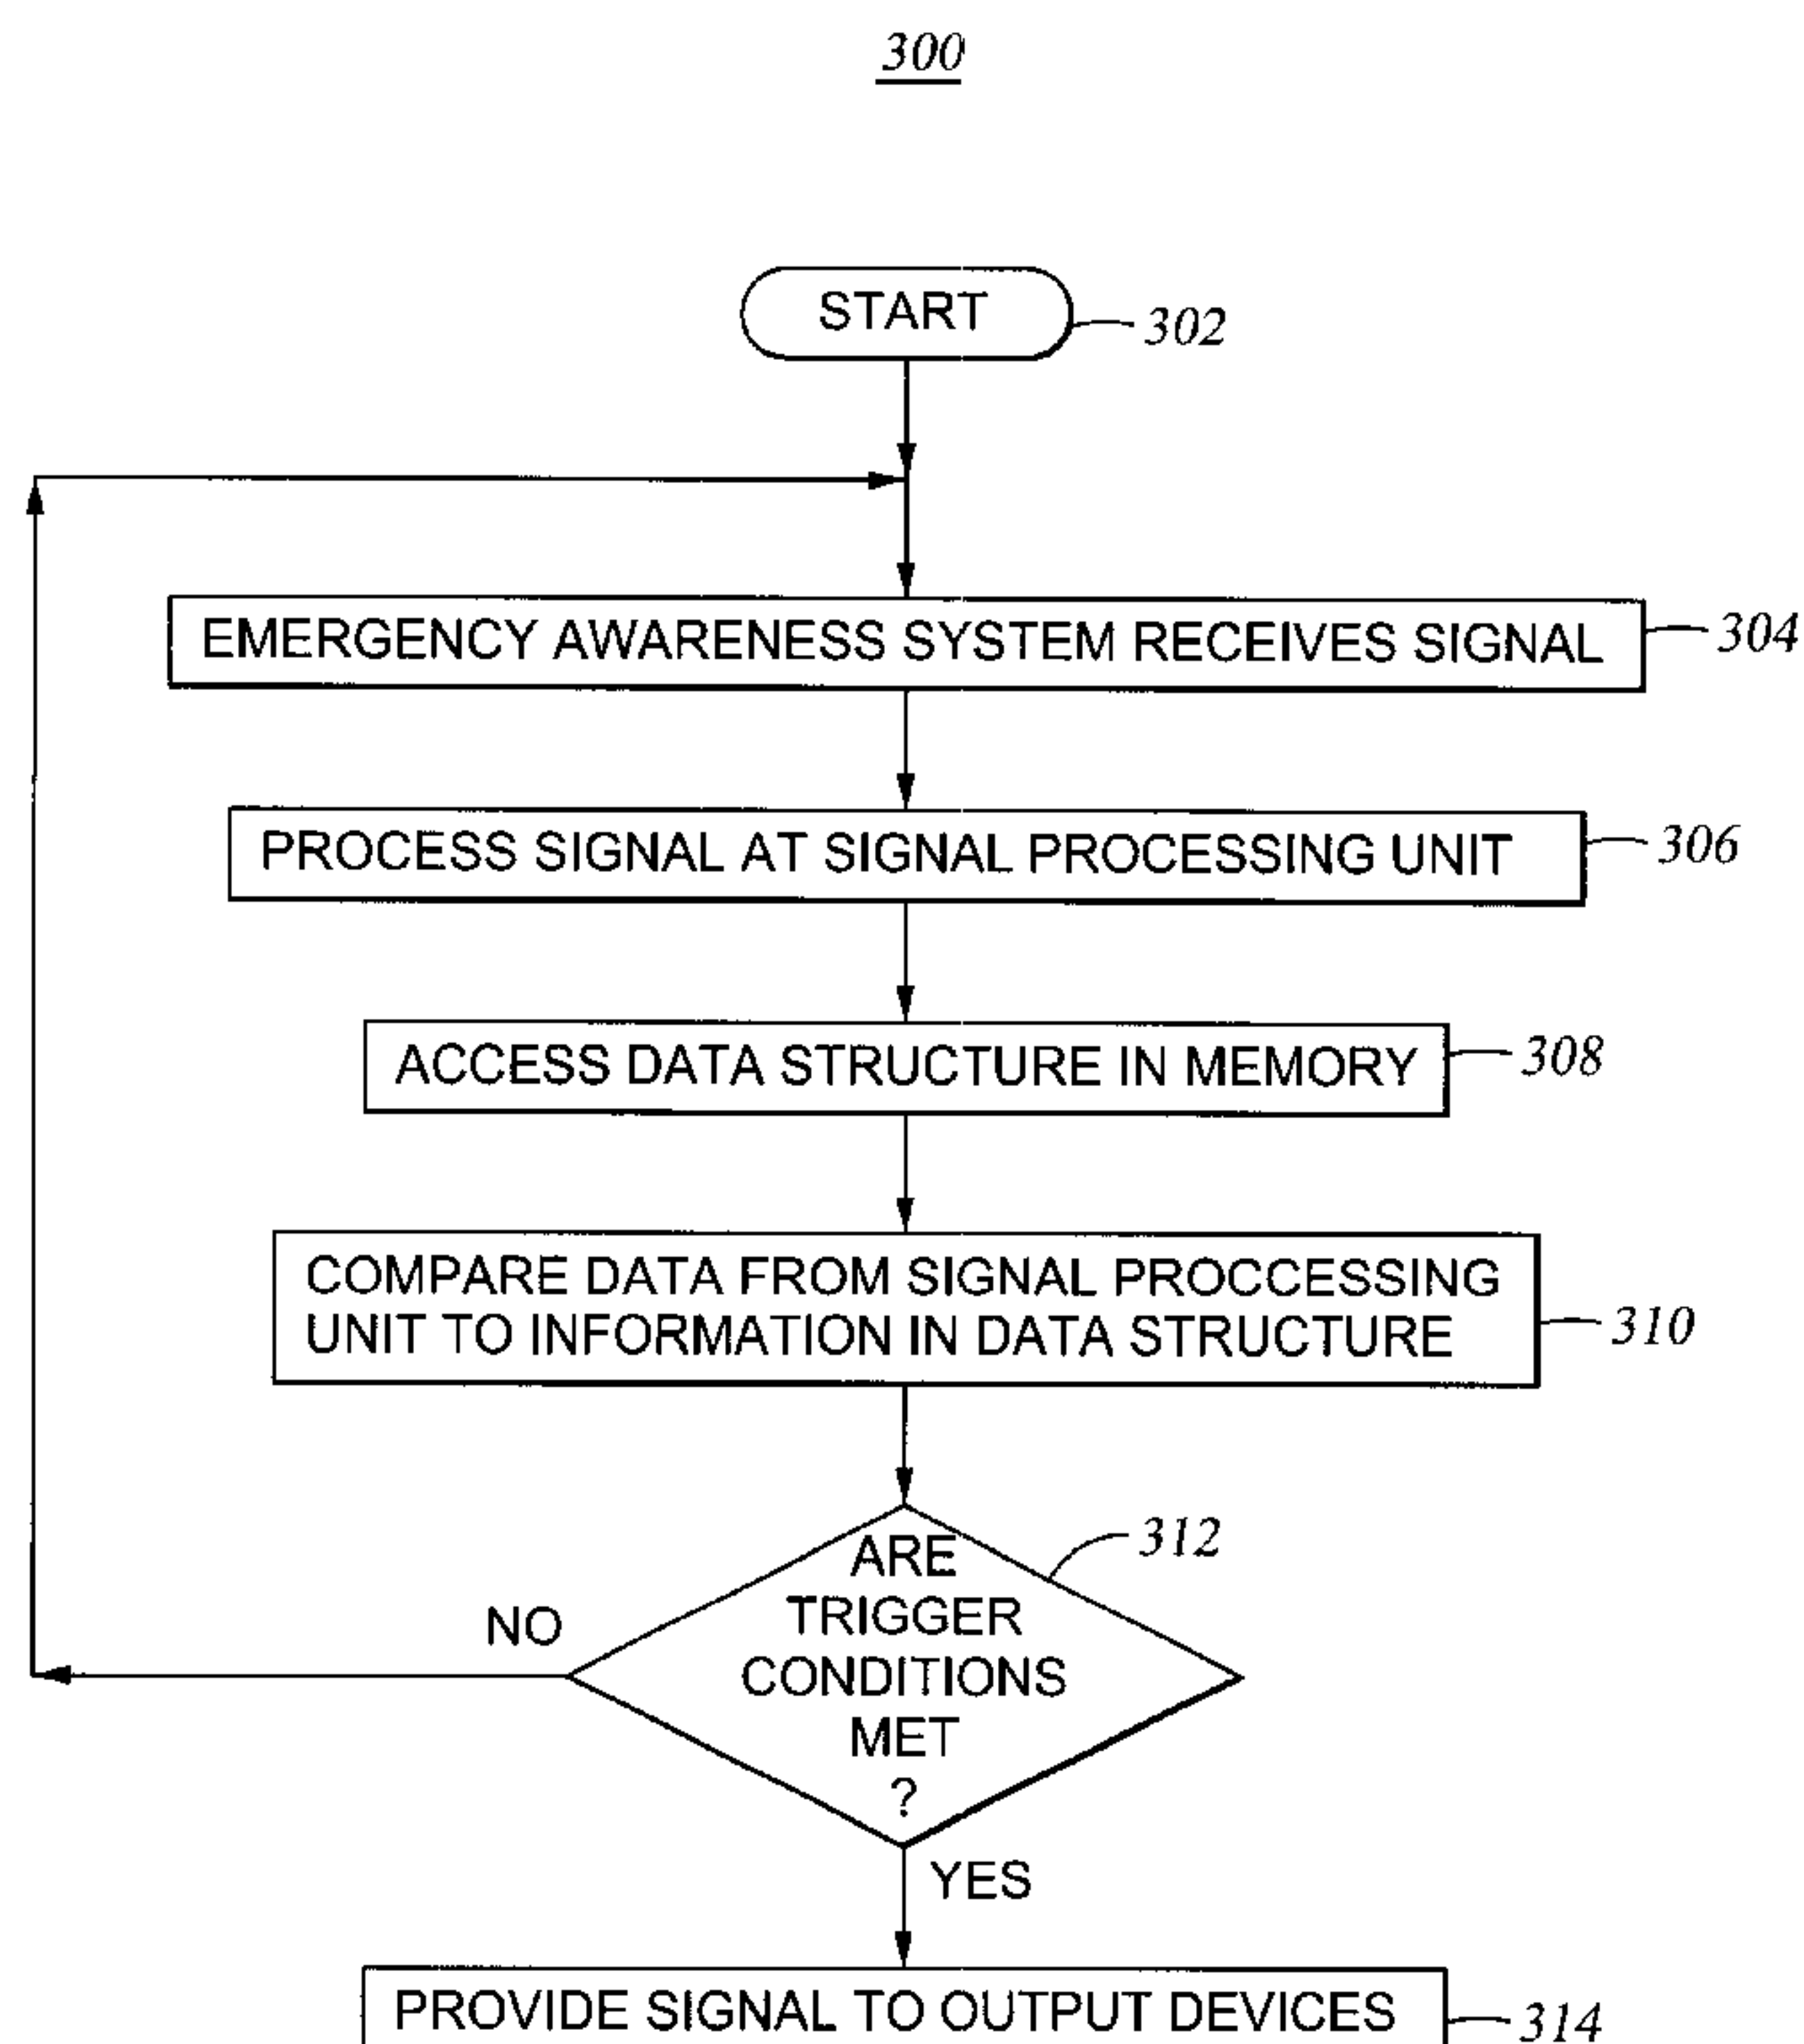 300
START
302
EMERGENCY AWARENESS SYSTEM RECEIVES SIGNAL
304
PROCESS SIGNAL AT SIGNAL PROCESSING UNIT
306
ACCESS DATA STRUCTURE IN MEMORY
308
COMPARE DATA FROM SIGNAL PROCCESSING
UNIT TO INFORMATION IN DATA STRUCTURE
310
312
ARE
TRIGGER
CONDITIONS
MET
?
NO
YES
PROVIDE SIGNAL TO OUTPUT DEVICES
314